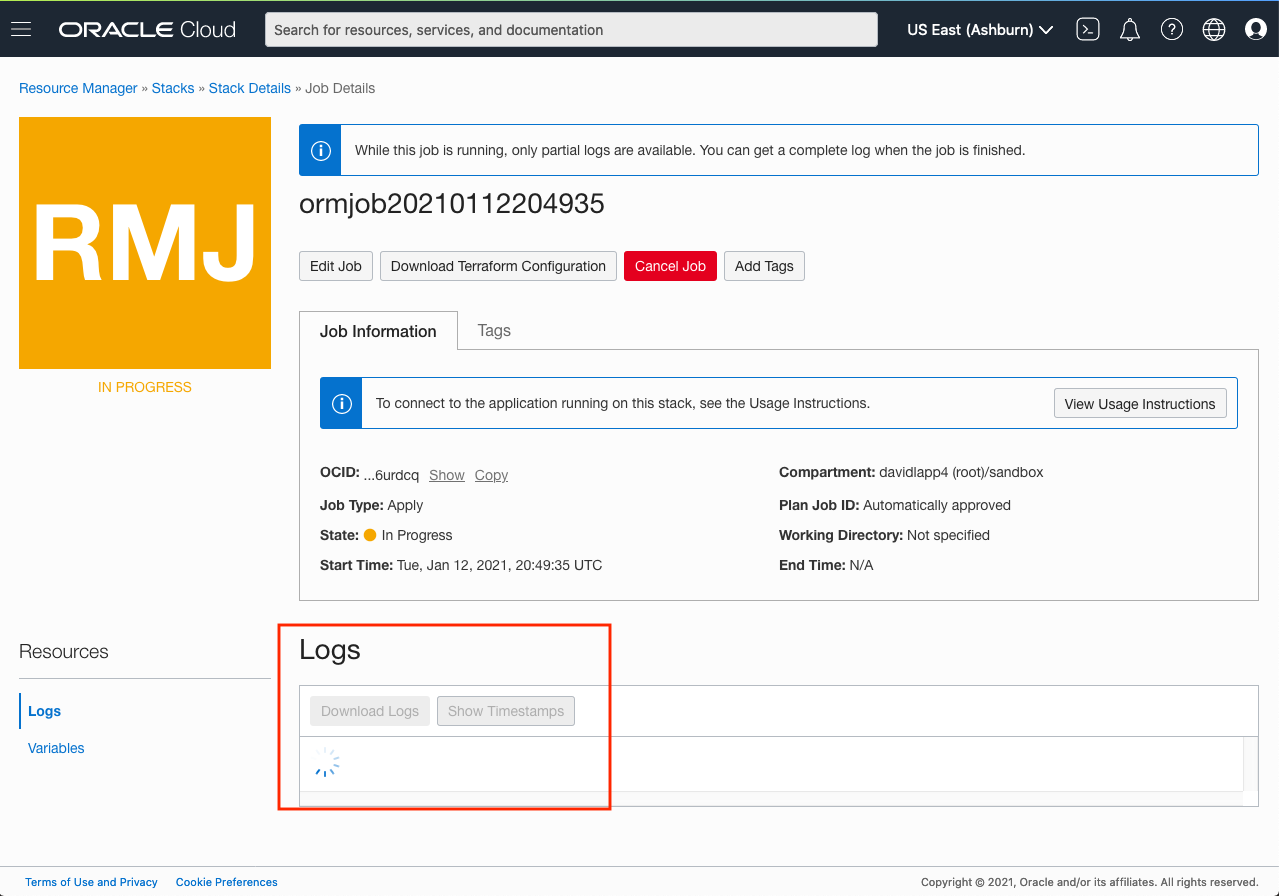 ORACLE Cloud
Search for resources, services, and documentation
US East (Ashburn)
Resource Manager » Stacks » Stack Details » Job Details
RMJ
IN PROGRESS
While this job is running, only partial logs are available. You can get a complete log when the job is finished.
ormjob20210112204935
Edit Job
Download Terraform Configuration
Cancel Job
Add Tags
Job Information
Tags
To connect to the application running on this stack, see the Usage Instructions.
View Usage Instructions
OCID: ...6urdcq Show Copy
Job Type: Apply
State: In Progress
Start Time: Tue, Jan 12, 2021, 20:49:35 UTC
Compartment: davidlapp4 (root)/sandbox
Plan Job ID: Automatically approved
Working Directory: Not specified
End Time: N/A
Resources
Logs
Variables
Logs
Download Logs
Show Timestamps
Terms of Use and Privacy
Cookie Preferences
Copyright © 2021, Oracle and/or its affiliates. All rights reserved.